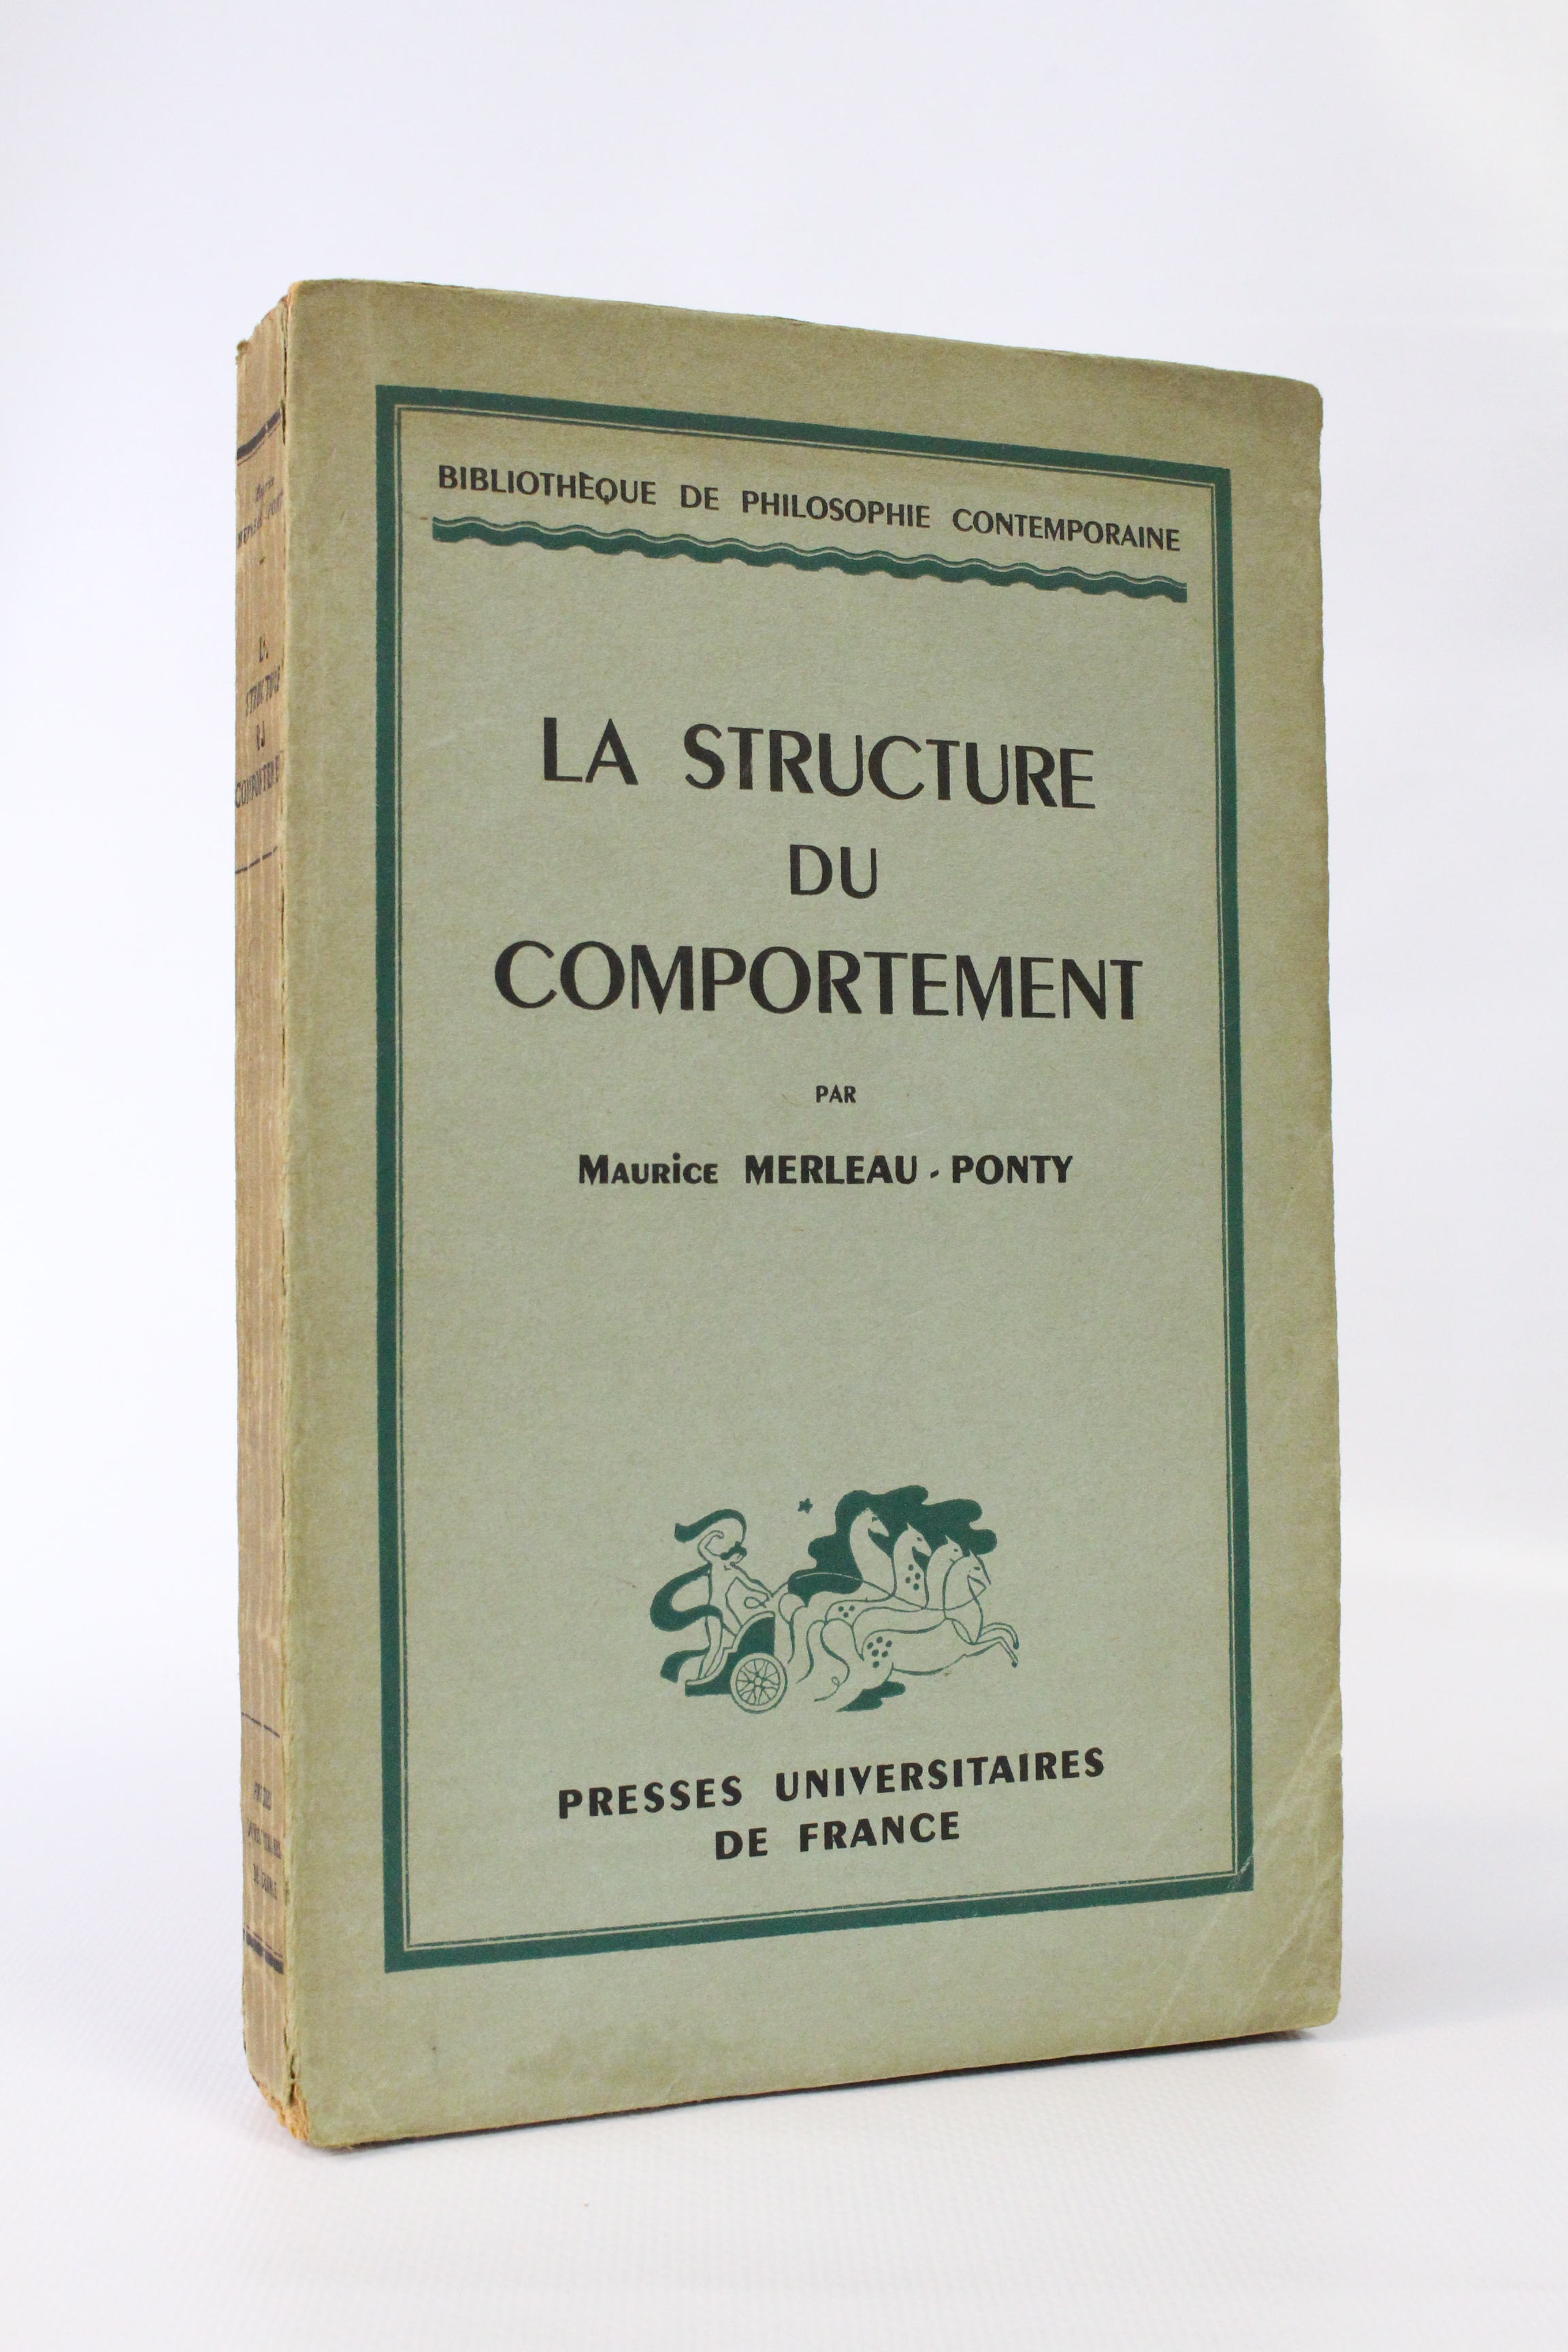 BIBLIOTHÈQUE DE PHILOSOPHIE CONTEMPORAINE
LA STRUCTURE
DU
COMPORTEMENT
PAR
MAURiCE MERLEAU-PONTY
PRESSES UNIVERSITAIRES
DE FRANCE